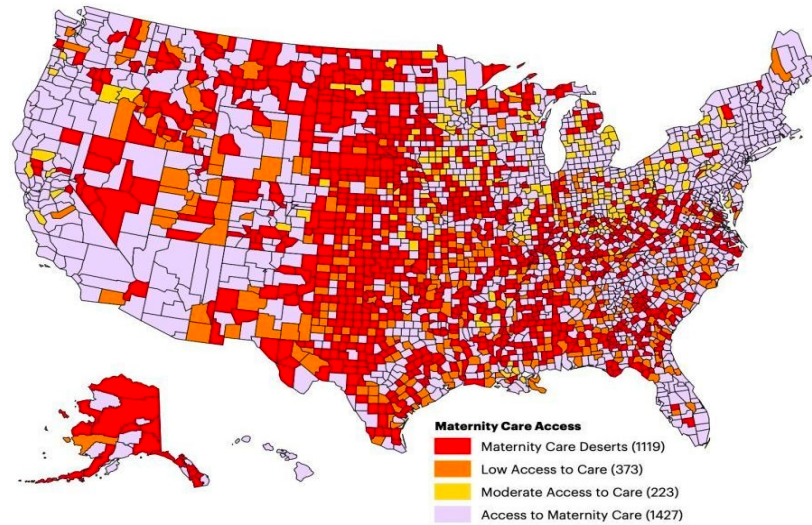 Maternity Care Access
Maternity Care Deserts (1119)
Low Access to Care (373)
Moderate Access to Care (223)
Access to Maternity Care (1427)